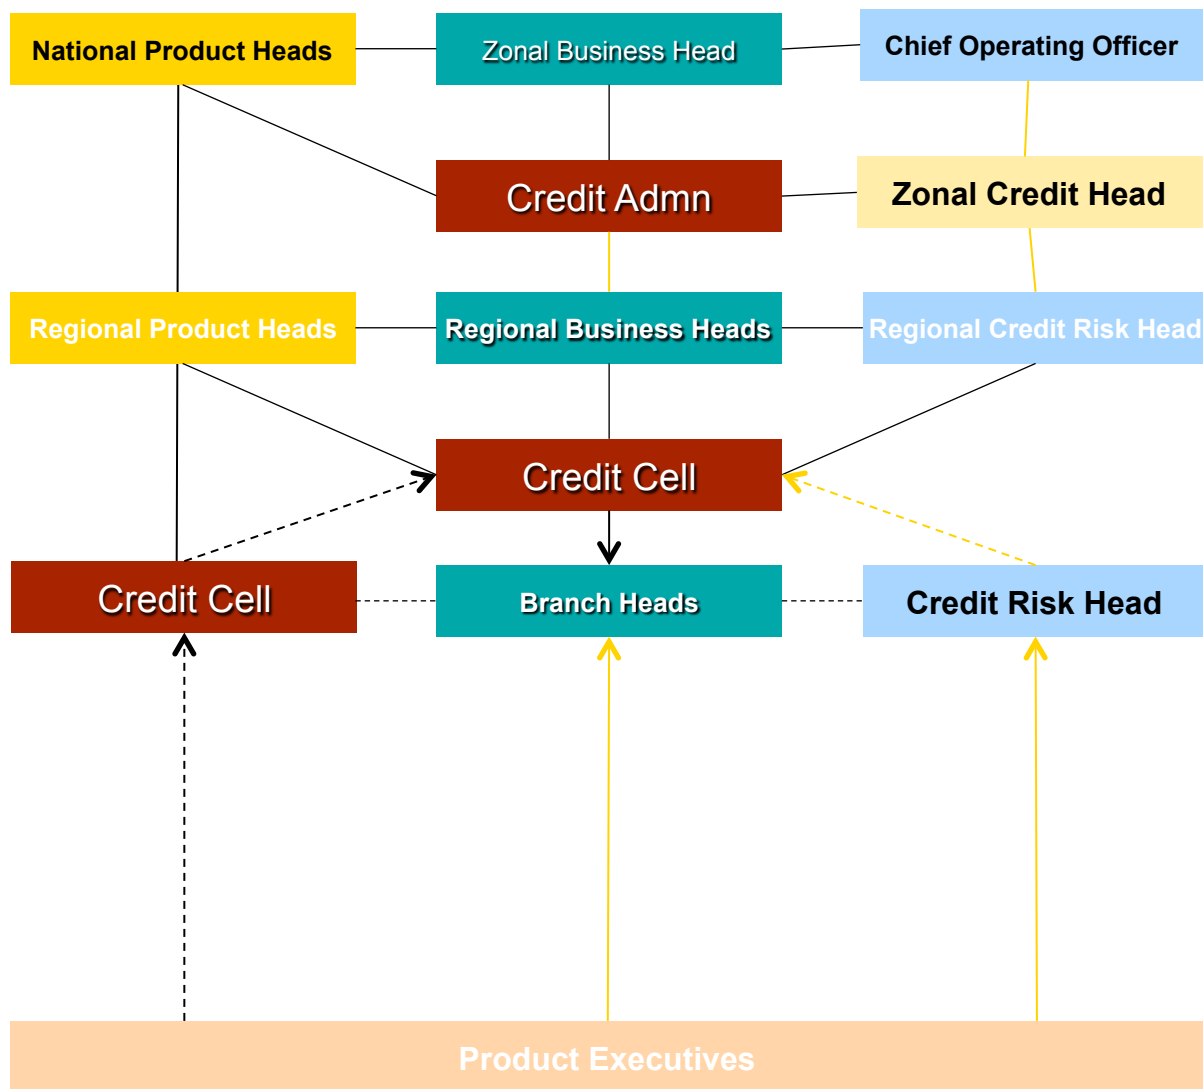 National Product Heads
Zonal Business Head
Chief Operating Officer
Credit Admn
Zonal Credit Head
Regional Product Heads
Regional Business Heads
Regional Credit Risk Head
Credit Cell
Credit Cell
Branch Heads
Credit Risk Head
Product Executives